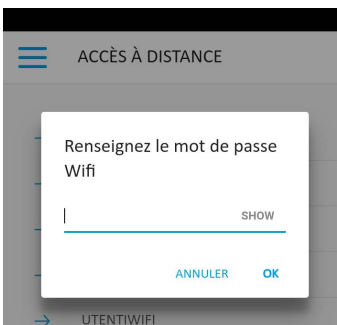 ACCÈS À DISTANCE
Renseignez le mot de passe
Wifi
SHOW
ANNULER OK
UTENTIWIFI